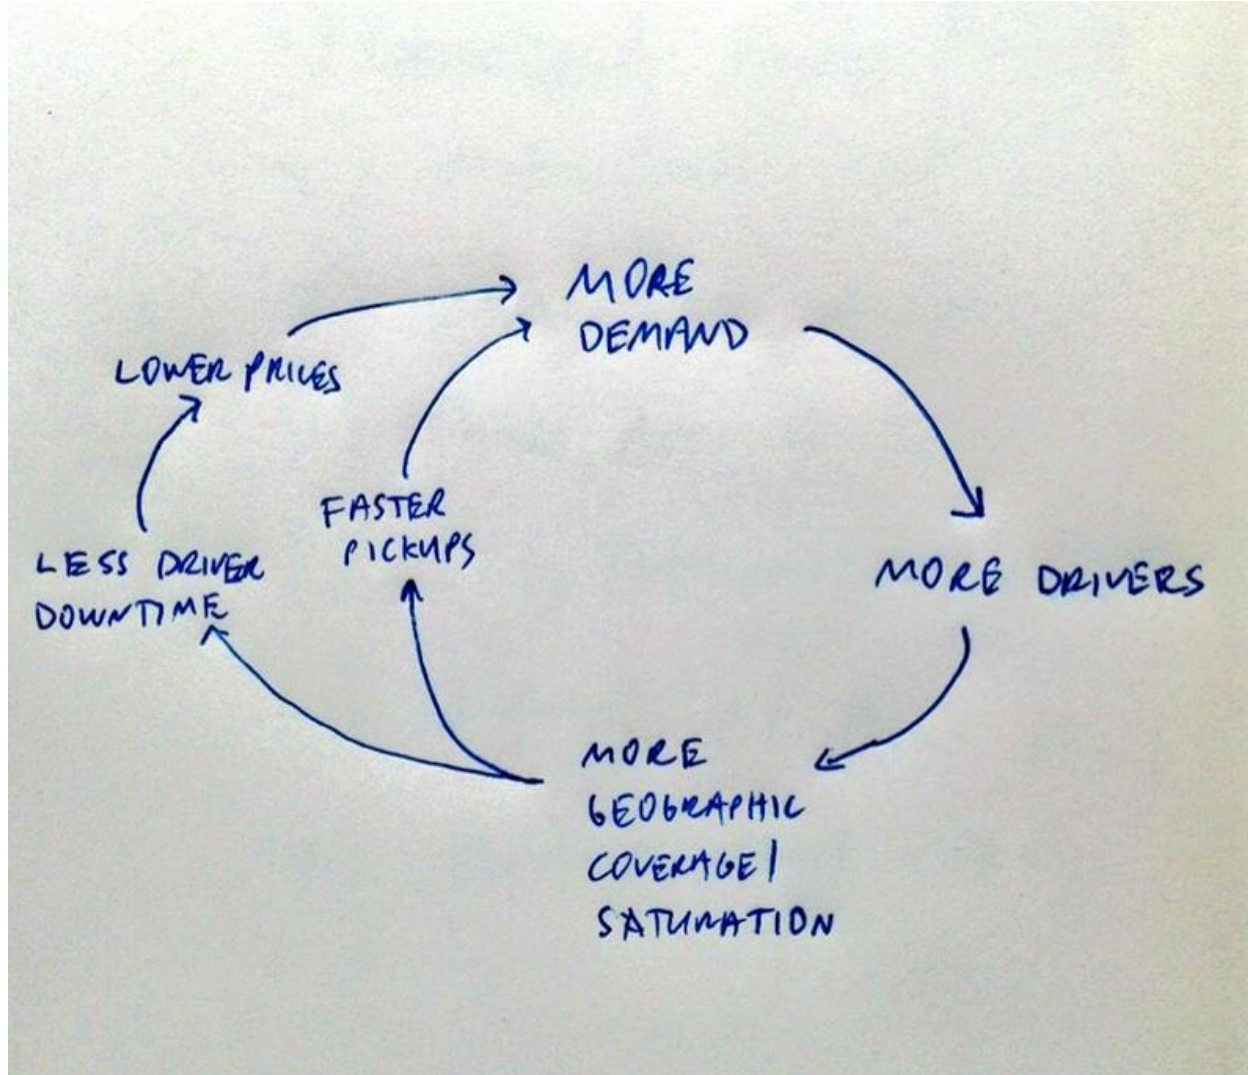 MORE
DEMAND
LOWER PRICES
FASTER
PICKUPS
LESS DRIVER
DOWNTIME
MORE DRIVERS
MORE
GEOGRAPHIC
COVERAGE/
SATURATION